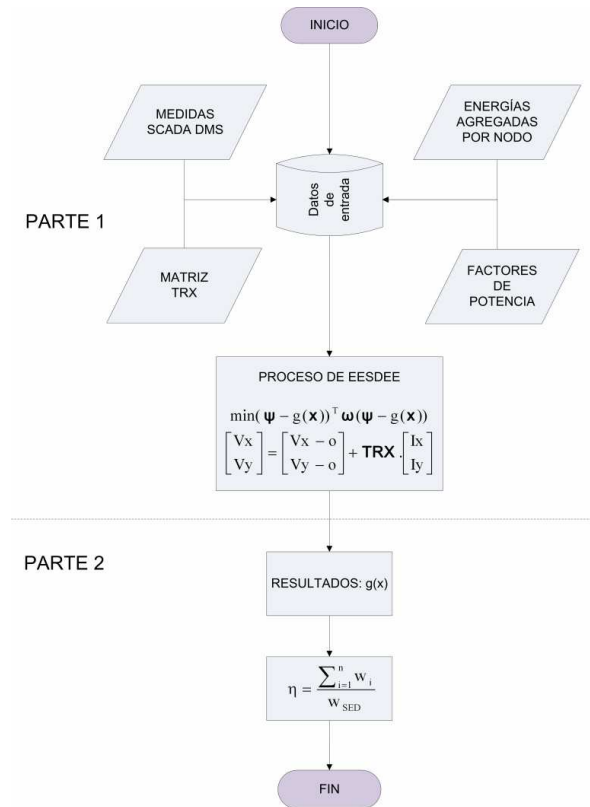 INICIO
MEDIDAS
SCADA DMS
ENERGÍAS
AGREGADAS
POR NODO
Datos
de
entrada
PARTE 1
MATRIZ
TRX
FACTORES
DE
POTENCIA
PROCESO DE EESDEE
min(ψ − g(x))ᵀ ω(ψ − g(x))
[Vx Vy] = [Vx − o Vy − o] + TRX . [Ix Iy]
PARTE 2
RESULTADOS: g(x)
η = ∑ⁿᵢ₌₁ wᵢ / w_SED
FIN